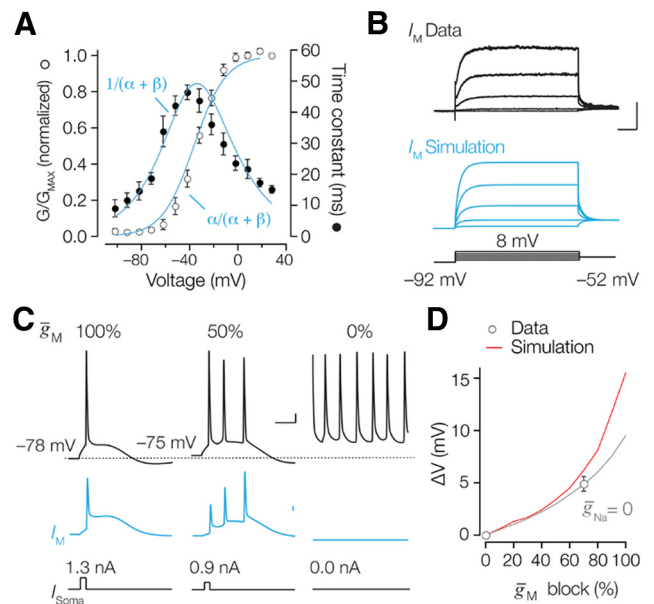 A
G/GMAX (normalized) ○
1.0
0.8
0.6
0.4
0.2
0.0
1/(α + β)
α/(α + β)
60
50
40
30
20
10
0
Time constant (ms) ●
−80
−40
0
40
Voltage (mV)
B
IM Data
IM Simulation
8 mV
−92 mV
−52 mV
C
ḡM 100% 50% 0%
−78 mV
−75 mV
IM
1.3 nA 0.9 nA 0.0 nA
ISoma
D
Data
Simulation
15
10
5
0
ΔV (mV)
ḡNa = 0
0 20 40 60 80 100
ḡM block (%)